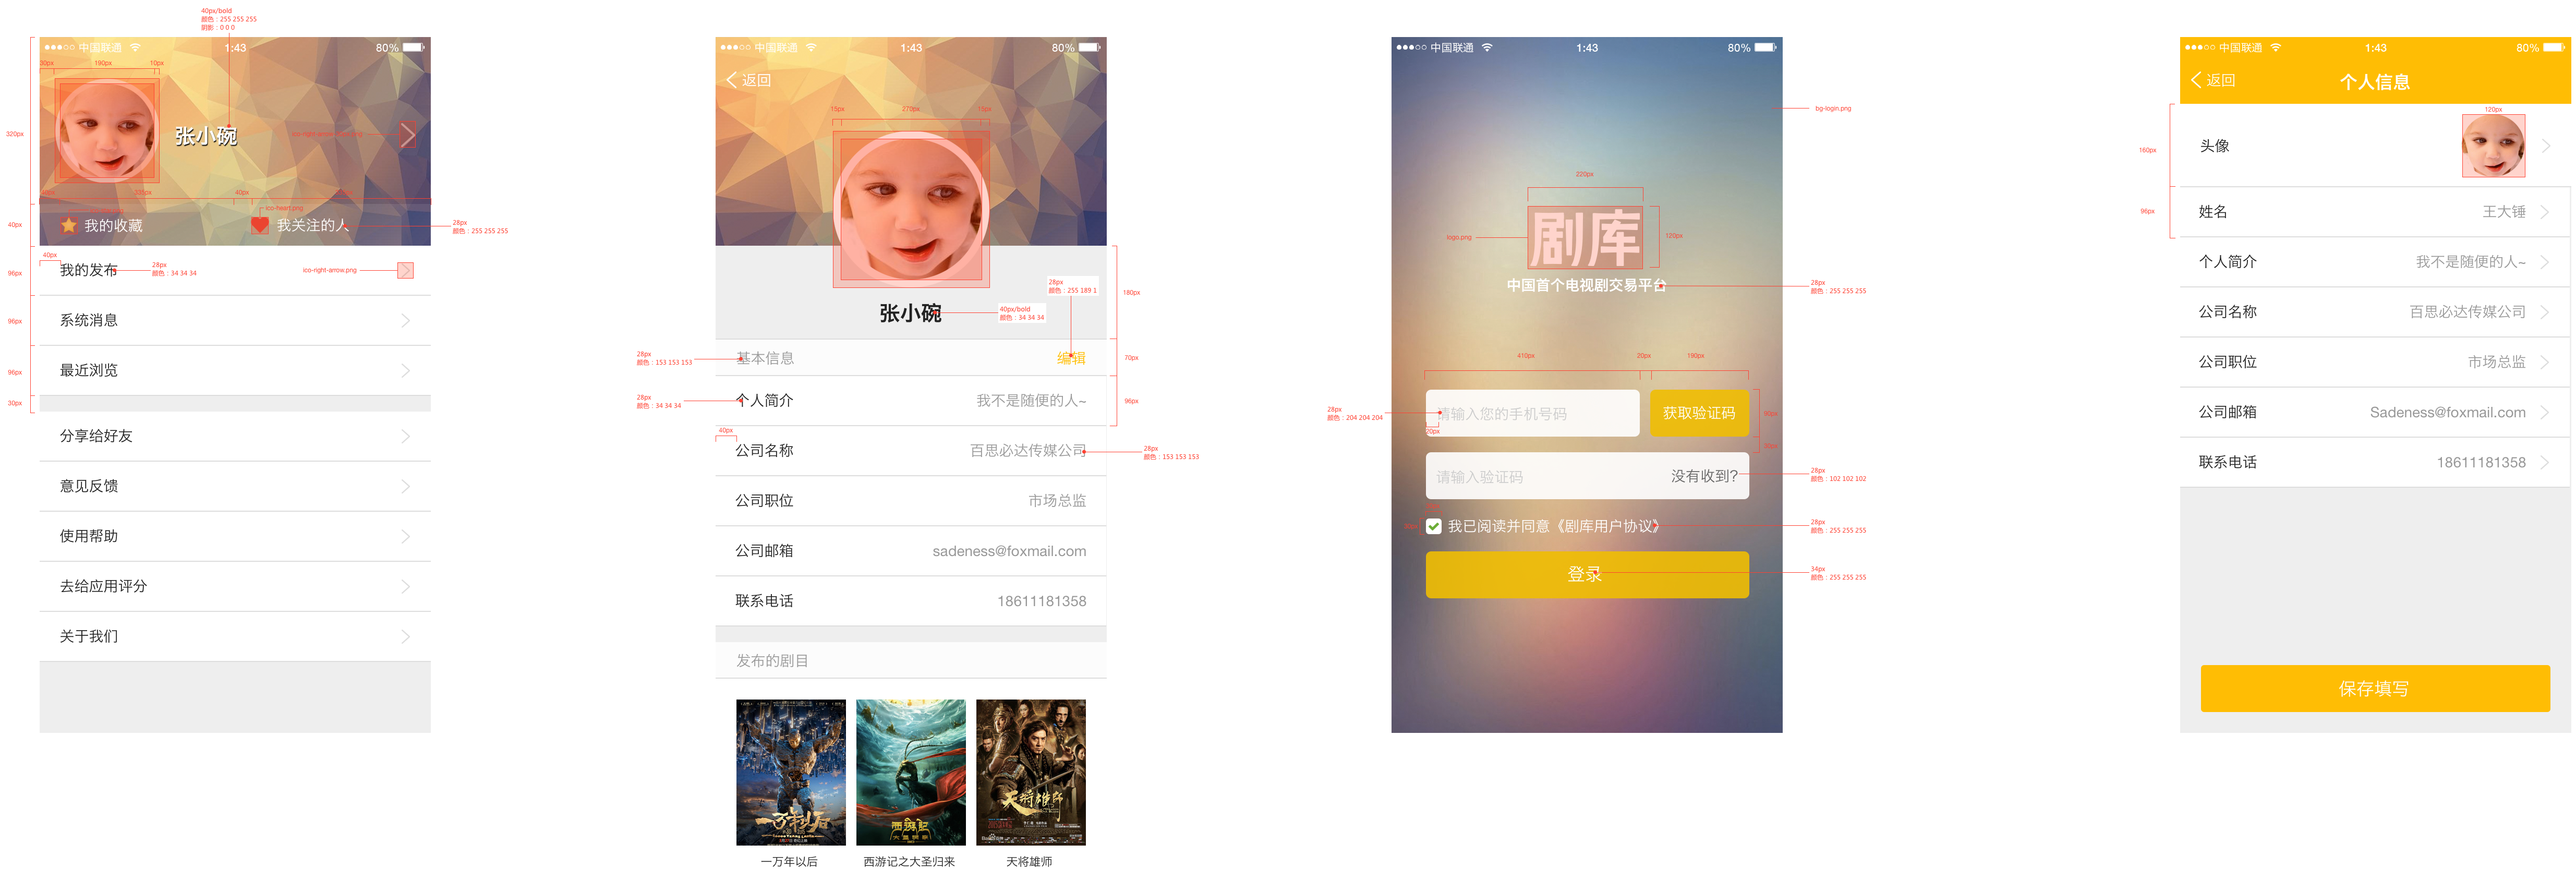 40px/bold
颜色：255 255 255
阴影：0 0 0
中国联通
1:43
80%
30px
190px
10px
320px
张小碗
40px
ico-heart.png
我的收藏
我关注的人
28px
颜色：255 255 255
40px
40px
我的发布
28px
颜色：34 34 34
ico-right-arrow.png
96px
系统消息
96px
最近浏览
96px
30px
分享给好友
意见反馈
使用帮助
去给应用评分
关于我们
中国联通
1:43
80%
返回
15px
270px
15px
28px
颜色：255 189 1
180px
张小碗
40px/bold
颜色：34 34 34
28px
颜色：153 153 153
基本信息
编辑
70px
28px
颜色：34 34 34
个人简介
我不是随便的人~
96px
40px
公司名称
百思必达传媒公司
28px
颜色：153 153 153
公司职位
市场总监
公司邮箱
sadeness@foxmail.com
联系电话
18611181358
发布的剧目
一万年以后
天将雄师
一万年以后
西游记之大圣归来
天将雄师
中国联通
1:43
80%
bg-login.png
220px
剧库
logo.png
120px
中国首个电视剧交易平台
28px
颜色：255 255 255
410px
20px
190px
28px
颜色：204 204 204
请输入您的手机号码
获取验证码
20px
请输入验证码
没有收到?
28px
颜色：102 102 102
我已阅读并同意《剧库用户协议》
28px
颜色：255 255 255
登录
34px
颜色：255 255 255
中国联通
1:43
80%
返回
个人信息
120px
160px
头像
96px
姓名
王大锤
个人简介
我不是随便的人~
公司名称
百思必达传媒公司
公司职位
市场总监
公司邮箱
Sadeness@foxmail.com
联系电话
18611181358
保存填写